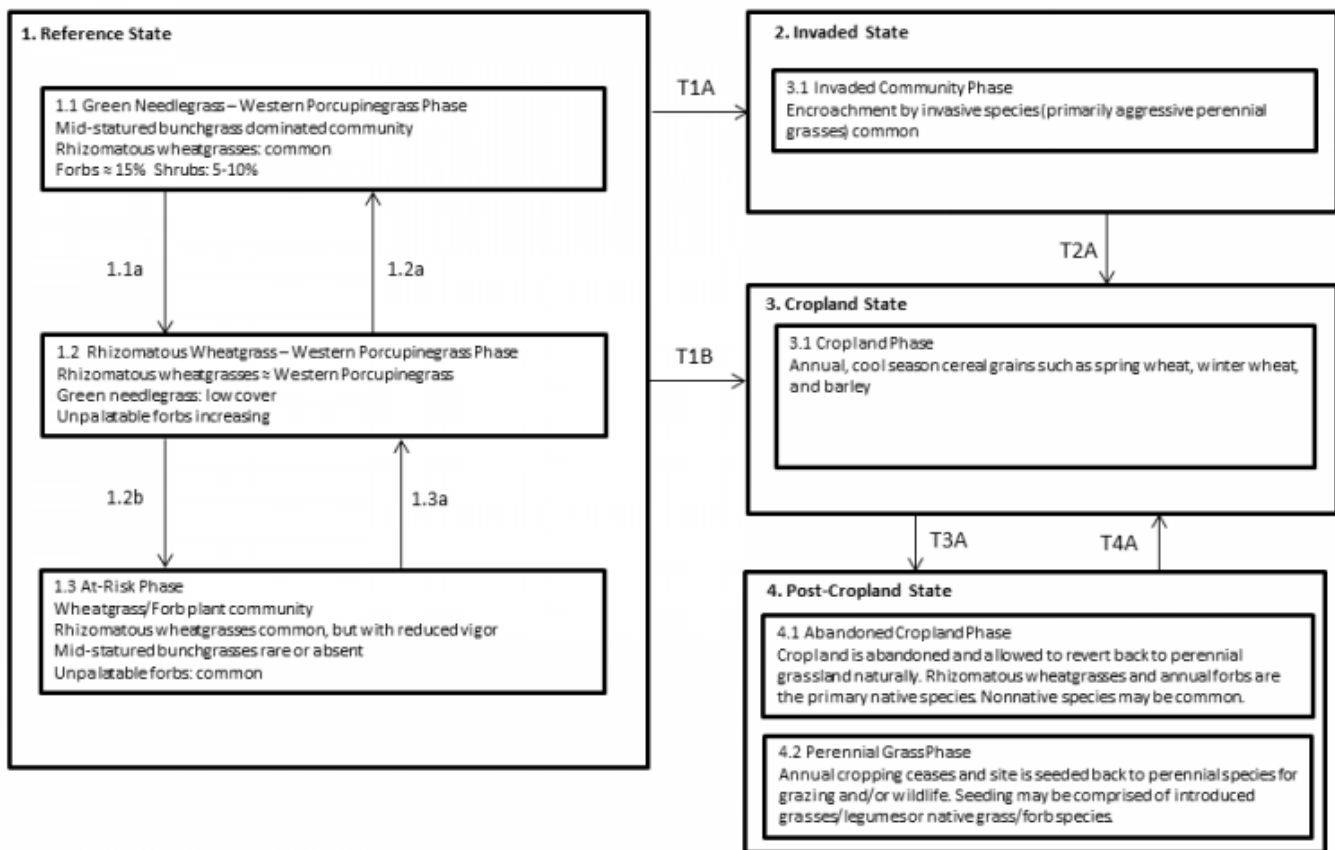 1. Reference State
1.1 Green Needlegrass – Western Porcupinegrass Phase
Mid-statured bunchgrass dominated community
Rhizomatous wheatgrasses: common
Forbs ≈ 15% Shrubs: 5-10%
1.1a
1.2a
1.2 Rhizomatous Wheatgrass – Western Porcupinegrass Phase
Rhizomatous wheatgrasses ≈ Western Porcupinegrass
Green needlegrass: low cover
Unpalatable forbs increasing
1.2b
1.3a
1.3 At-Risk Phase
Wheatgrass/Forb plant community
Rhizomatous wheatgrasses common, but with reduced vigor
Mid-statured bunchgrasses rare or absent
Unpalatable forbs: common
T1A
T1B
2. Invaded State
3.1 Invaded Community Phase
Encroachment by invasive species (primarily aggressive perennial
grasses) common
T2A
3. Cropland State
3.1 Cropland Phase
Annual, cool season cereal grains such as spring wheat, winter wheat,
and barley
T3A
T4A
4. Post-Cropland State
4.1 Abandoned Cropland Phase
Cropland is abandoned and allowed to revert back to perennial
grassland naturally. Rhizomatous wheatgrasses and annual forbs are
the primary native species. Nonnative species may be common.
4.2 Perennial Grass Phase
Annual cropping ceases and site is seeded back to perennial species for
grazing and/or wildlife. Seeding may be comprised of introduced
grasses/legumes or native grass/forb species.